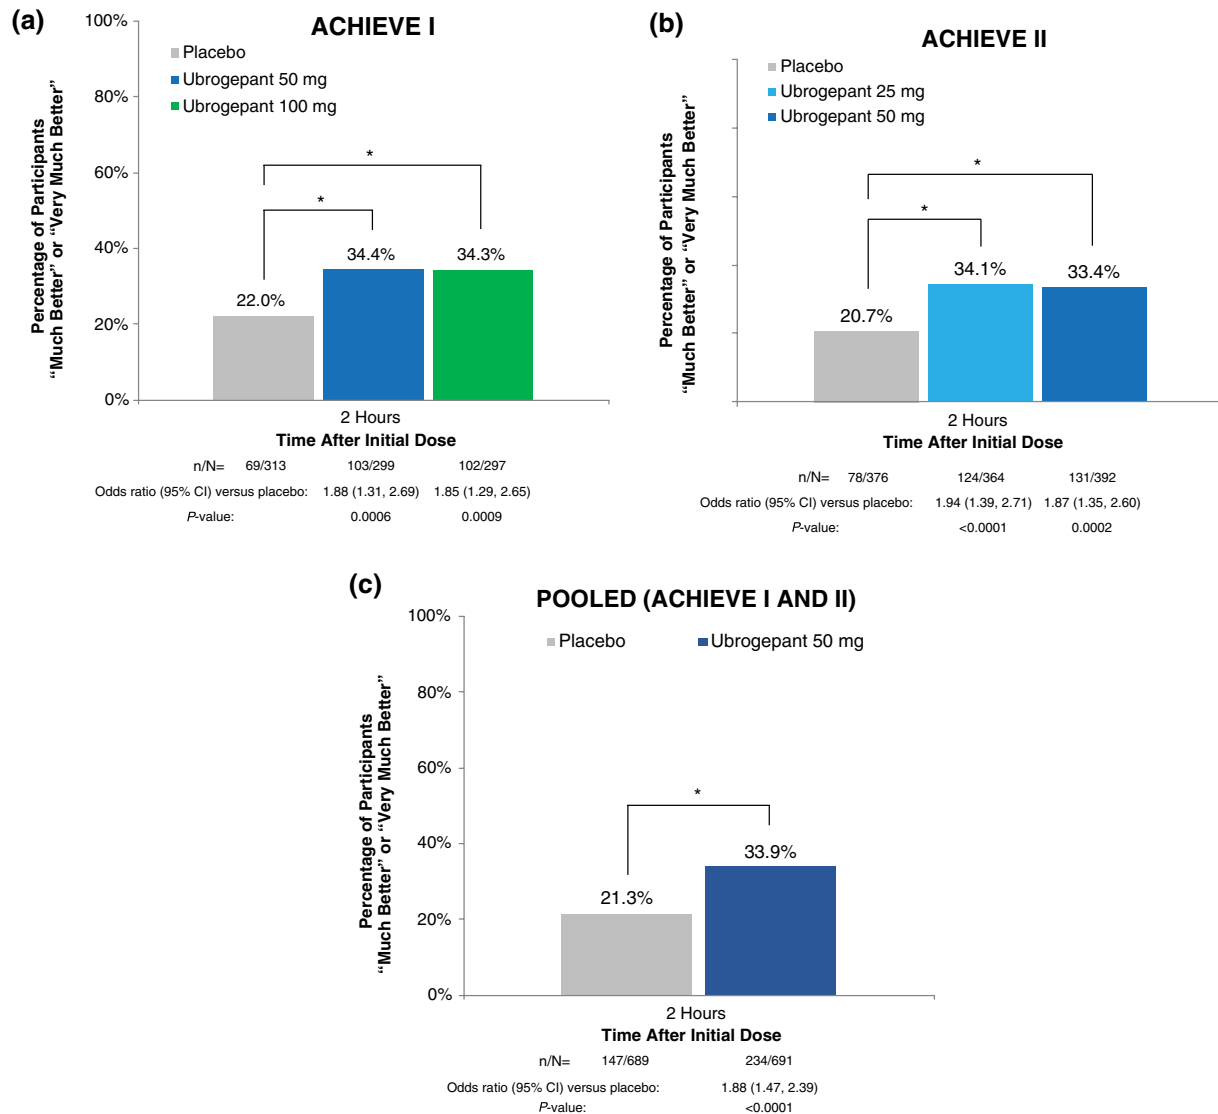 (a)
ACHIEVE I
Percentage of Participants
“Much Better” or “Very Much Better”
100%
80%
60%
40%
20%
0%
Placebo
Ubrogepant 50 mg
Ubrogepant 100 mg
*
*
22.0%
34.4%
34.3%
2 Hours
Time After Initial Dose
n/N= 69/313 103/299 102/297
Odds ratio (95% CI) versus placebo: 1.88 (1.31, 2.69) 1.85 (1.29, 2.65)
P-value: 0.0006 0.0009
(b)
ACHIEVE II
Percentage of Participants
“Much Better” or “Very Much Better”
Placebo
Ubrogepant 25 mg
Ubrogepant 50 mg
*
*
20.7%
34.1%
33.4%
2 Hours
Time After Initial Dose
n/N= 78/376 124/364 131/392
Odds ratio (95% CI) versus placebo: 1.94 (1.39, 2.71) 1.87 (1.35, 2.60)
P-value: <0.0001 0.0002
(c)
POOLED (ACHIEVE I AND II)
Percentage of Participants
“Much Better” or “Very Much Better”
100%
80%
60%
40%
20%
0%
Placebo
Ubrogepant 50 mg
*
21.3%
33.9%
2 Hours
Time After Initial Dose
n/N= 147/689 234/691
Odds ratio (95% CI) versus placebo: 1.88 (1.47, 2.39)
P-value: <0.0001